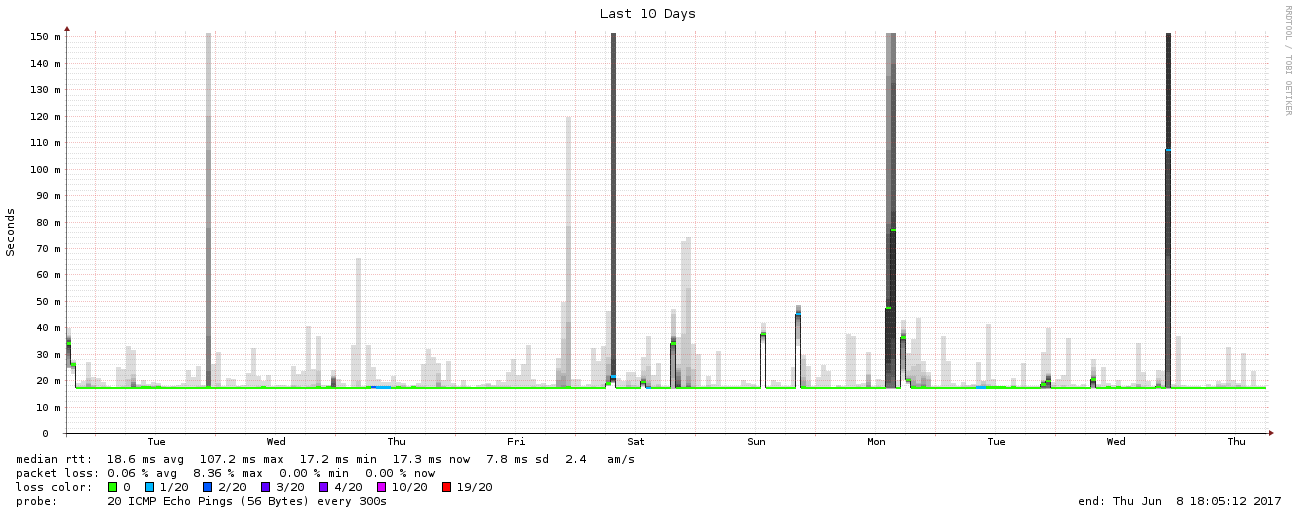 Last 10 Days
RRDTOOL / TOBI OETIKER
Seconds
150 m
140 m
130 m
120 m
110 m
100 m
90 m
80 m
70 m
60 m
50 m
40 m
30 m
20 m
10 m
0
Tue Wed Thu Fri Sat Sun Mon Tue Wed Thu
median rtt: 18.6 ms avg 107.2 ms max 17.2 ms min 17.3 ms now 7.8 ms sd 2.4 am/s
packet loss: 0.06 % avg 8.36 % max 0.00 % min 0.00 % now
loss color: 0 1/20 2/20 3/20 4/20 10/20 19/20
probe: 20 ICMP Echo Pings (56 Bytes) every 300s end: Thu Jun 8 18:05:12 2017